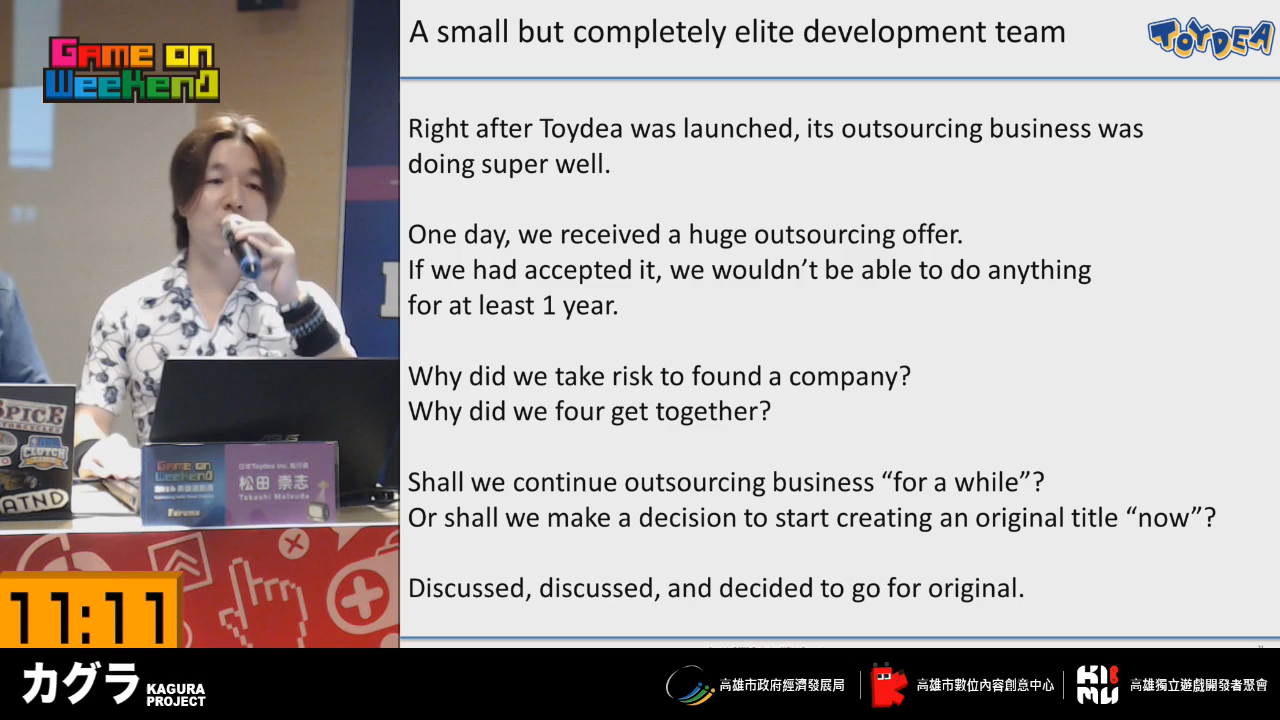 GAME ON
WEEKEND
A small but completely elite development team
TOYDEA
Right after Toydea was launched, its outsourcing business was
doing super well.
One day, we received a huge outsourcing offer.
If we had accepted it, we wouldn’t be able to do anything
for at least 1 year.
Why did we take risk to found a company?
Why did we four get together?
Shall we continue outsourcing business “for a while”?
Or shall we make a decision to start creating an original title “now”?
Discussed, discussed, and decided to go for original.
SPICE
CLUTCH
ATND
ASUS
GAME ON
WEEKEND
松田 崇志
Takashi Matsuda
11:11
カグラ
KAGURA
PROJECT
高雄市政府經濟發展局
高雄市數位內容創意中心
KIMU
高雄獨立遊戲開發者聚會